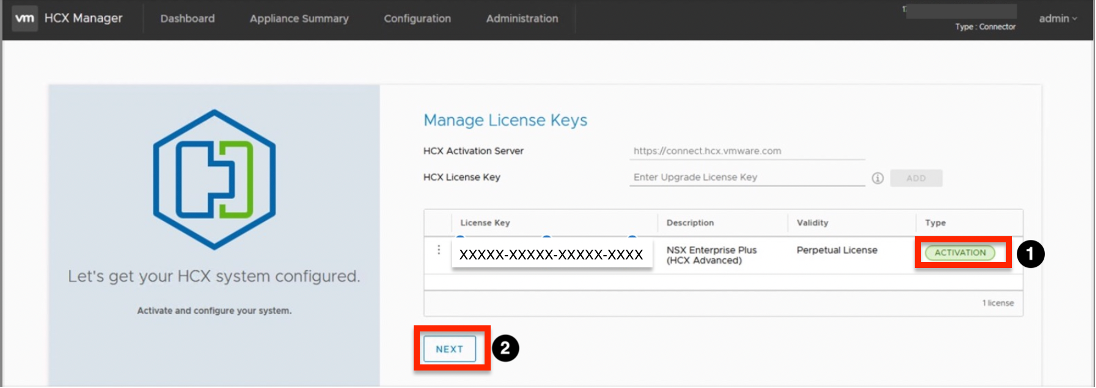 vm HCX Manager Dashboard Appliance Summary Configuration Administration admin
Type : Connector
Manage License Keys
HCX Activation Server https://connect.hcx.vmware.com
HCX License Key Enter Upgrade License Key ADD
License Key Description Validity Type
XXXXX-XXXXX-XXXXX-XXXX NSX Enterprise Plus Perpetual License ACTIVATION 1
(HCX Advanced)
Let's get your HCX system configured.
Activate and configure your system.
1 license
NEXT 2